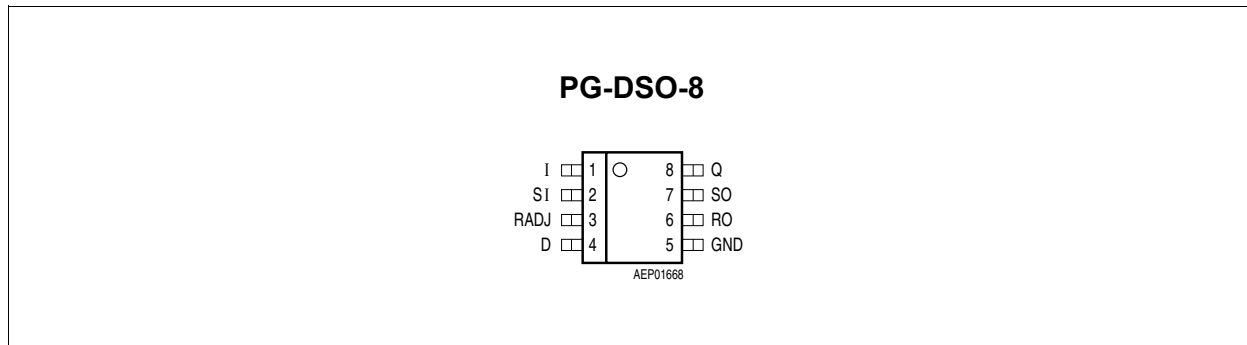 PG-DSO-8
I 1 8 Q
SI 2 7 SO
RADJ 3 6 RO
D 4 5 GND
AEP01668